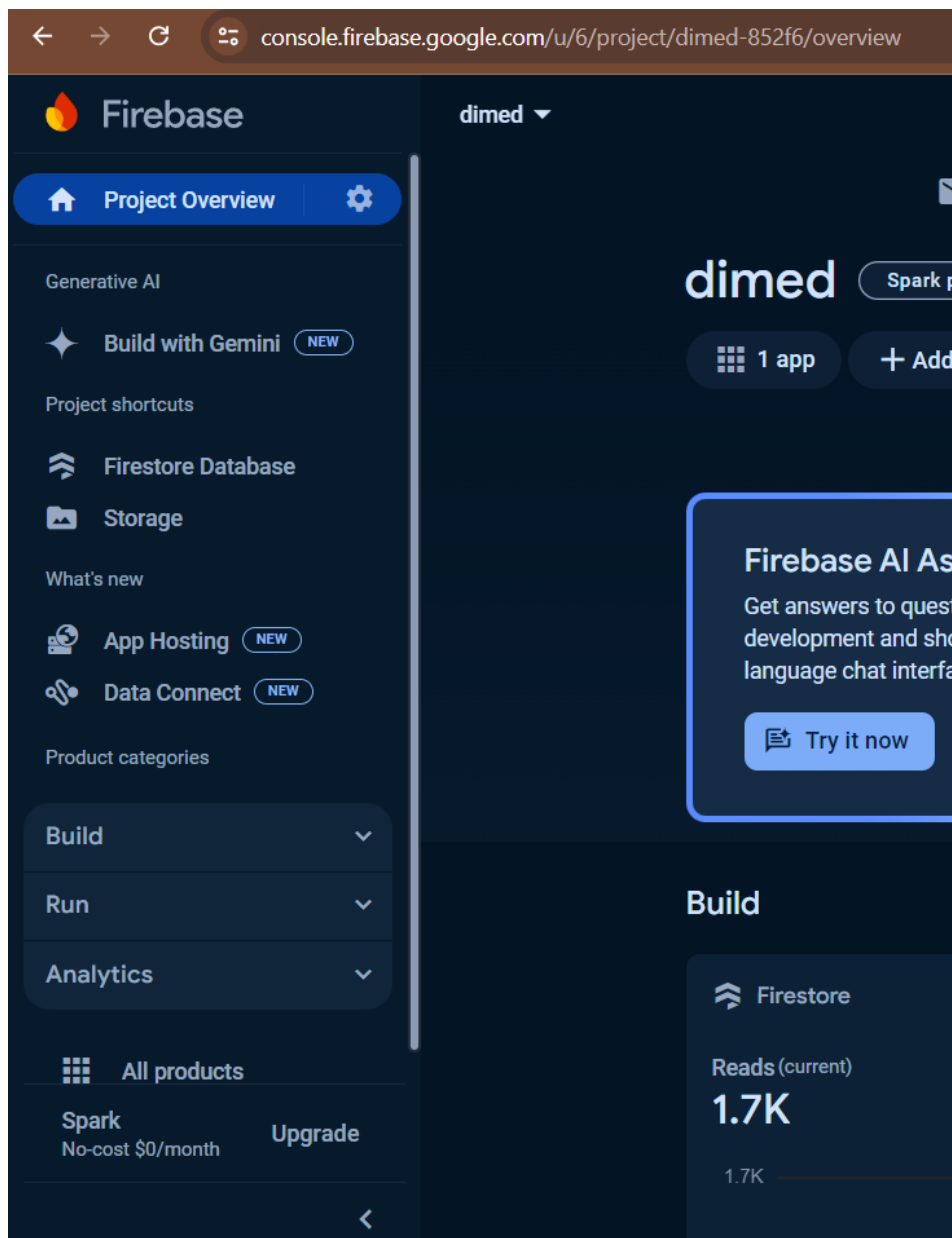 console.firebase.google.com/u/6/project/dimed-852f6/overview
Firebase
dimed
Project Overview
Generative AI
Build with Gemini NEW
Project shortcuts
Firestore Database
Storage
What's new
App Hosting NEW
Data Connect NEW
Product categories
Build
Run
Analytics
All products
Spark
No-cost $0/month
Upgrade
dimed Spark
1 app + Add
Firebase AI
Get answers to
development and
language chat
Try it now
Build
Firestore
Reads (current)
1.7K
1.7K